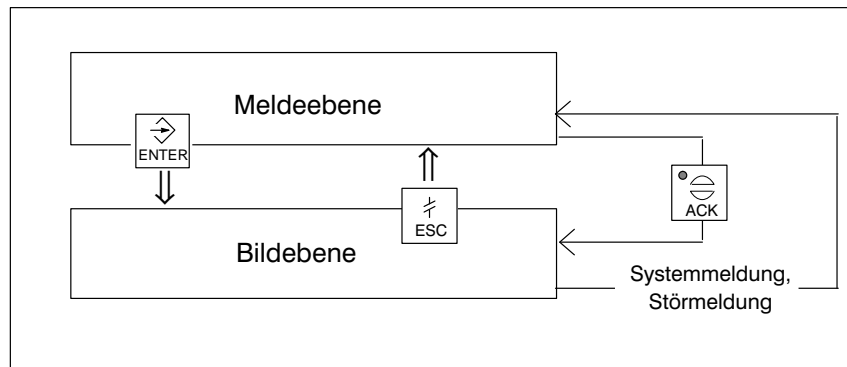 Meldeebene
ENTER
ACK
ESC
Bildebene
Systemmeldung,
Störmeldung